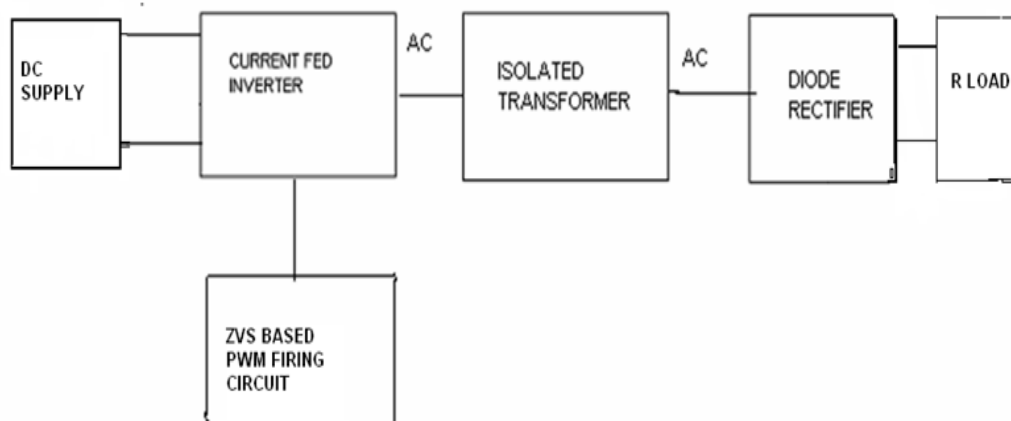 DC
SUPPLY
CURRENT FED
INVERTER
AC
ISOLATED
TRANSFORMER
AC
DIODE
RECTIFIER
R LOAD
ZVS BASED
PWM FIRING
CIRCUIT